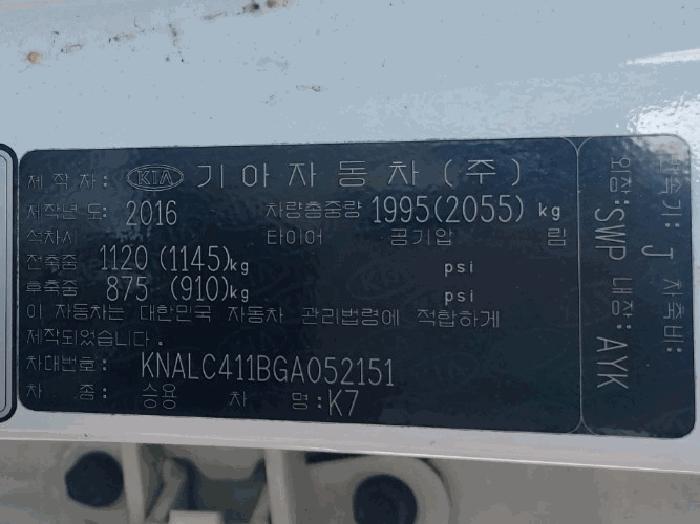 제 작 자: KIA 기아자동차(주)
제작년도: 2016 차량총중량 1995(2055) kg
적차시 타이어 공기압 림
전축중 1120 (1145)kg psi
후축중 875 (910)kg psi
이 자동차는 대한민국 자동차 관리법령에 적합하게
제작되었습니다.
차대번호: KNALC411BGA052151
차 종: 승용 차 명: K7
변속기: J 차축비:
외장: SWP 내장: AYK